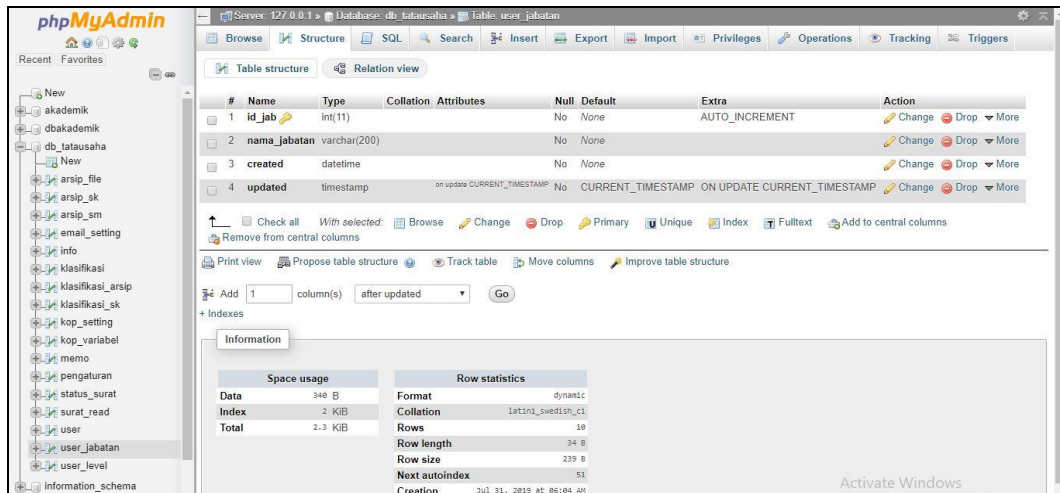 phpMyAdmin
Recent Favorites
New
akademik
dbakademik
db_tatausaha
New
arsip_file
arsip_sk
arsip_sm
email_setting
info
klasifikasi
klasifikasi_arsip
klasifikasi_sk
kop_setting
kop_variabel
memo
pengaturan
status_surat
surat_read
user
user_jabatan
user_level
information_schema
Server: 127.0.0.1 » Database: db_tatausaha » Table: user_jabatan
Browse Structure SQL Search Insert Export Import Privileges Operations Tracking Triggers
Table structure Relation view
# Name Type Collation Attributes Null Default Extra Action
1 id_jab int(11) No None AUTO_INCREMENT Change Drop More
2 nama_jabatan varchar(200) No None Change Drop More
3 created datetime No None Change Drop More
4 updated timestamp on update CURRENT_TIMESTAMP No CURRENT_TIMESTAMP ON UPDATE CURRENT_TIMESTAMP Change Drop More
Check all With selected: Browse Change Drop Primary Unique Index Fulltext Add to central columns
Remove from central columns
Print view Propose table structure Track table Move columns Improve table structure
Add 1 column(s) after updated Go
+ Indexes
Information
Space usage
Data 340 B
Index 2 KiB
Total 2.3 KiB
Row statistics
Format dynamic
Collation latin1_swedish_ci
Rows 10
Row length 34 B
Row size 239 B
Next autoindex 51
Creation Jul 31, 2019 at 06:04 AM
Activate Windows